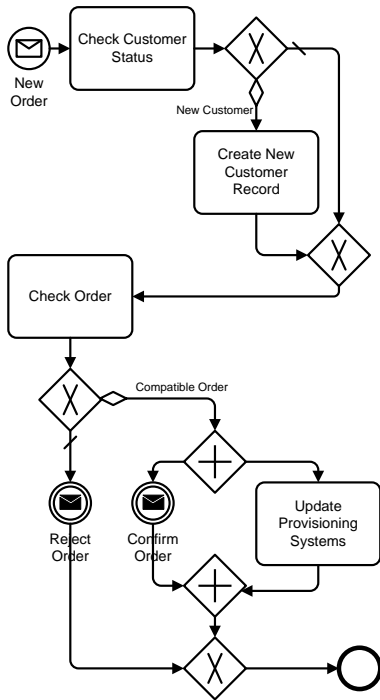 Check Customer
Status
New
Order
New Customer
Create New
Customer
Record
Check Order
Compatible Order
Reject
Order
Confirm
Order
Update
Provisioning
Systems